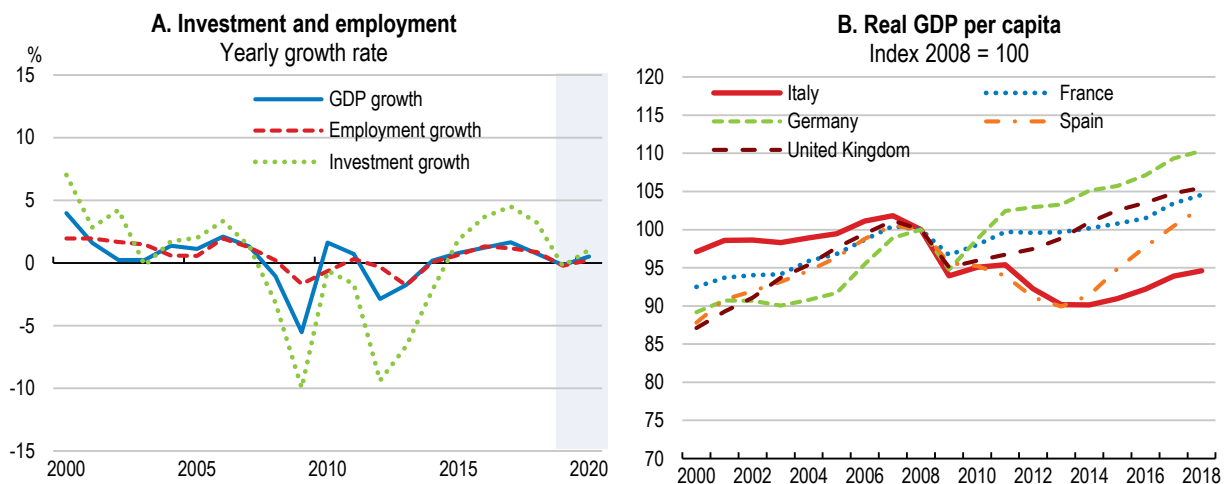 A. Investment and employment
Yearly growth rate
%
15
10
5
0
-5
-10
-15
GDP growth
Employment growth
Investment growth
2000 2005 2010 2015 2020
B. Real GDP per capita
Index 2008 = 100
120
115
110
105
100
95
90
85
80
75
70
Italy France
Germany Spain
United Kingdom
2000 2002 2004 2006 2008 2010 2012 2014 2016 2018